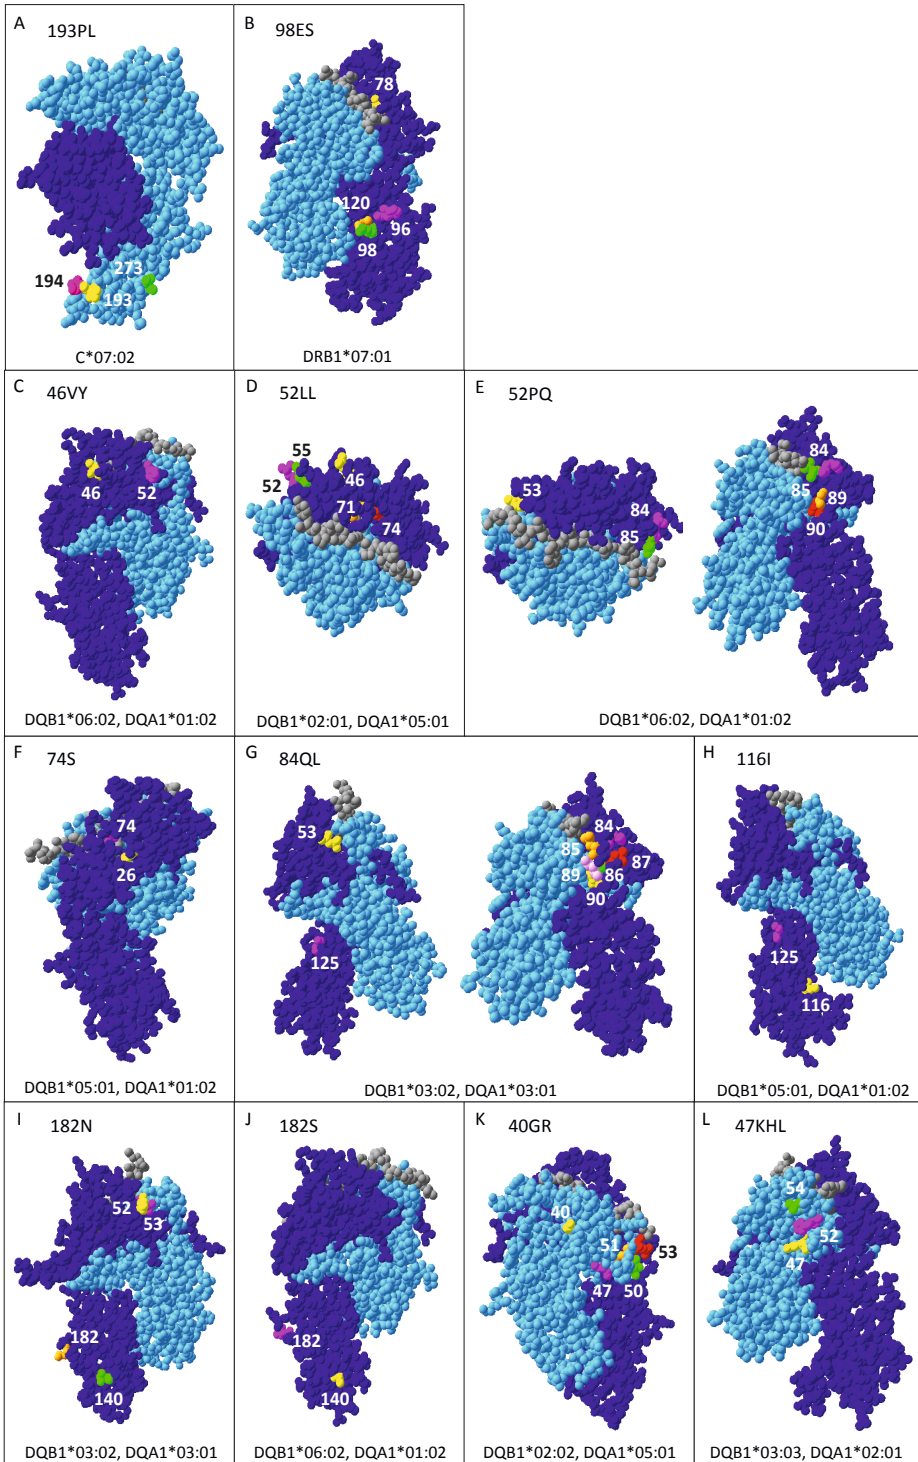 A 193PL
273
194
193
C*07:02
B 98ES
78
120
96
98
DRB1*07:01
C 46VY
46
52
DQB1*06:02, DQA1*01:02
D 52LL
55
52
46
71
74
DQB1*02:01, DQA1*05:01
E 52PQ
53
84
85
84
85
89
90
DQB1*06:02, DQA1*01:02
F 74S
74
26
DQB1*05:01, DQA1*01:02
G 84QL
53
125
84
85
87
89
86
90
DQB1*03:02, DQA1*03:01
H 116I
125
116
DQB1*05:01, DQA1*01:02
I 182N
52
53
182
140
DQB1*03:02, DQA1*03:01
J 182S
182
140
DQB1*06:02, DQA1*01:02
K 40GR
40
51
53
47
50
DQB1*02:02, DQA1*05:01
L 47KHL
54
52
47
DQB1*03:03, DQA1*02:01